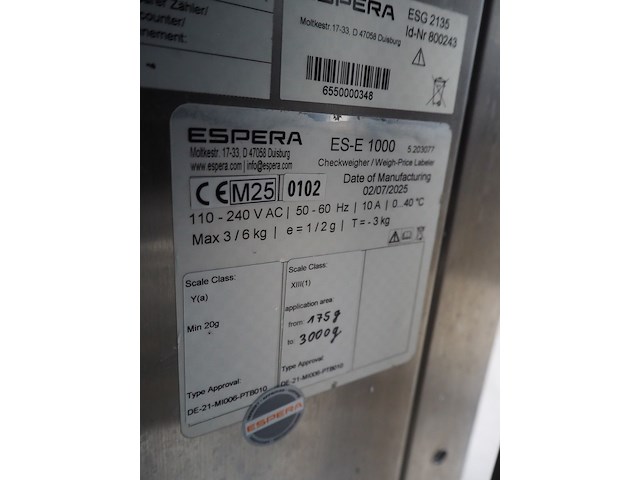 counter/
nement:
ESPERA
Moltkestr. 17-33, D 47058 Duisburg
ESG 2135
Id-Nr 800243
6550000348
ESPERA
Moltkestr. 17-33, D 47058 Duisburg
www.espera.com | info@espera.com
ES-E 1000 5.203077
Checkweigher / Weigh-Price Labeler
Date of Manufacturing
02/07/2025
CE M25 0102
110 - 240 V AC | 50 - 60 Hz | 10 A | 0...40 °C
Max 3 / 6 kg | e = 1 / 2 g | T = - 3 kg
Scale Class:
Y(a)
Min 20g
Type Approval:
DE-21-MI006-PTB010
Scale Class:
XIII(1)
application area:
from: 175g
to: 3000g
Type Approval:
DE-21-MI006-PTB010
ESPERA